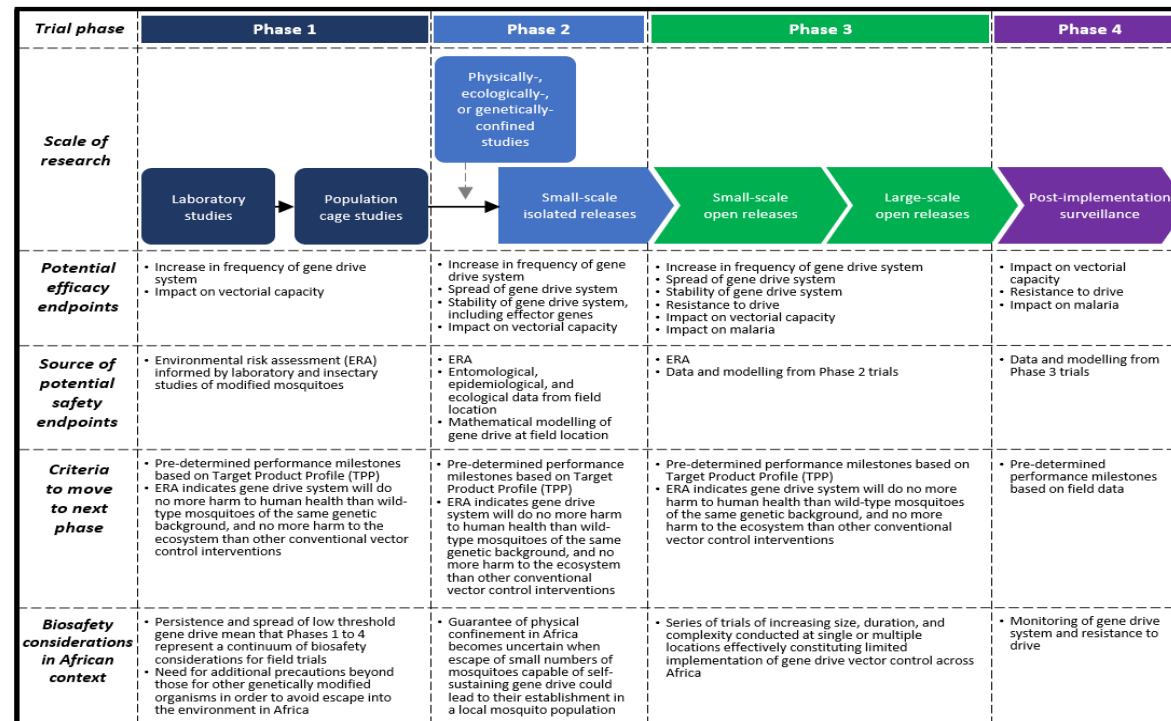 Trial phase
Phase 1
Phase 2
Phase 3
Phase 4
Scale of
research
Physically-,
ecologically-,
or genetically-
confined
studies
Laboratory
studies
Population
cage studies
Small-scale
isolated releases
Small-scale
open releases
Large-scale
open releases
Post-implementation
surveillance
Potential
efficacy
endpoints
• Increase in frequency of gene drive
system
• Impact on vectorial capacity
• Increase in frequency of gene
drive system
• Spread of gene drive system
• Stability of gene drive system,
including effector genes
• Impact on vectorial capacity
• Increase in frequency of gene drive system
• Spread of gene drive system
• Stability of gene drive system
• Resistance to drive
• Impact on vectorial capacity
• Impact on malaria
• Impact on vectorial
capacity
• Resistance to drive
• Impact on malaria
Source of
potential
safety
endpoints
• Environmental risk assessment (ERA)
informed by laboratory and insectary
studies of modified mosquitoes
• ERA
• Entomological,
epidemiological, and
ecological data from field
location
• Mathematical modelling of
gene drive at field location
• ERA
• Data and modelling from Phase 2 trials
• Data and modelling from
Phase 3 trials
Criteria
to move
to next
phase
• Pre-determined performance milestones
based on Target Product Profile (TPP)
• ERA indicates gene drive system will do
no more harm to human health than wild-
type mosquitoes of the same genetic
background, and no more harm to the
ecosystem than other conventional vector
control interventions
• Pre-determined performance
milestones based on Target
Product Profile (TPP)
• ERA indicates gene drive
system will do no more harm
to human health than wild-
type mosquitoes of the same
genetic background, and no
more harm to the ecosystem
than other conventional
vector control interventions
• Pre-determined performance milestones based on
Target Product Profile (TPP)
• ERA indicates gene drive system will do no more
harm to human health than wild-type mosquitoes
of the same genetic background, and no more
harm to the ecosystem than other conventional
vector control interventions
• Pre-determined
performance milestones
based on field data
Biosafety
considerations
in African
context
• Persistence and spread of low threshold
gene drive mean that Phases 1 to 4
represent a continuum of biosafety
considerations for field trials
• Need for additional precautions beyond
those for other genetically modified
organisms in order to avoid escape into
the environment in Africa
• Guarantee of physical
confinement in Africa
becomes uncertain when
escape of small numbers of
mosquitoes capable of self-
sustaining gene drive could
lead to their establishment in
a local mosquito population
• Series of trials of increasing size, duration, and
complexity conducted at single or multiple
locations effectively constituting limited
implementation of gene drive vector control across
Africa
• Monitoring of gene drive
system and resistance to
drive